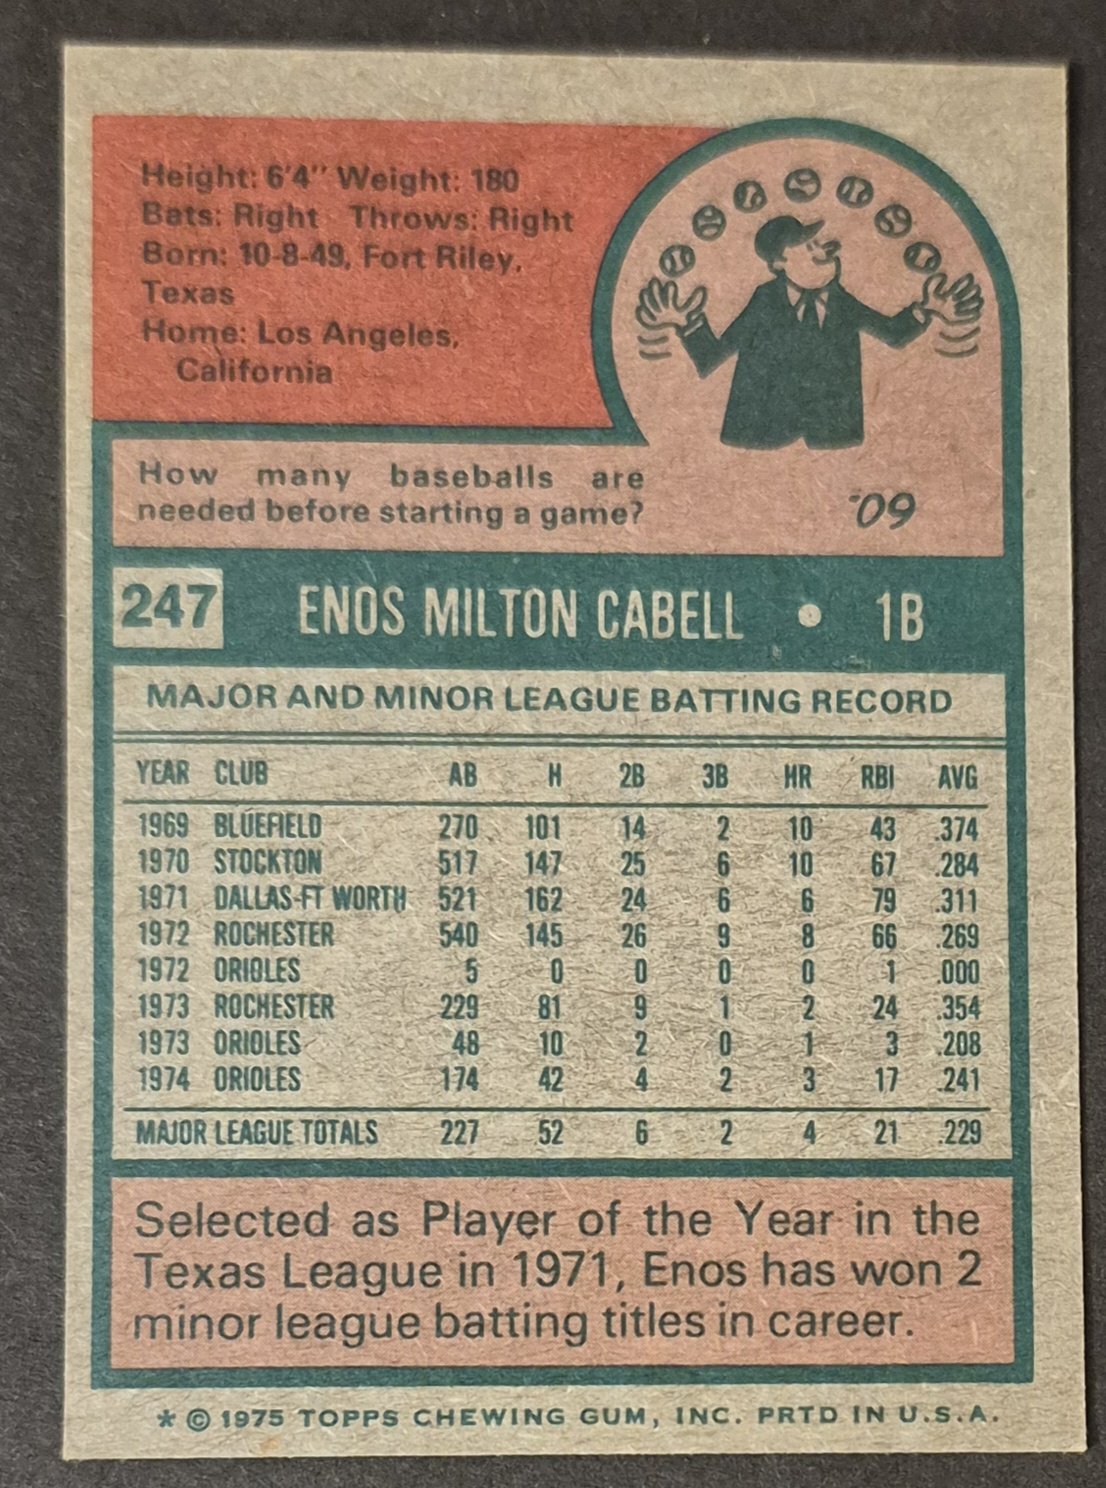 Height: 6'4" Weight: 180
Bats: Right Throws: Right
Born: 10-8-49, Fort Riley,
Texas
Home: Los Angeles,
California
How many baseballs are
needed before starting a game?
60.
247 ENOS MILTON CABELL • 1B
MAJOR AND MINOR LEAGUE BATTING RECORD
YEAR CLUB AB H 2B 3B HR RBI AVG
1969 BLUEFIELD 270 101 14 2 10 43 .374
1970 STOCKTON 517 147 25 6 10 67 .284
1971 DALLAS-FT WORTH 521 162 24 6 6 79 .311
1972 ROCHESTER 540 145 26 9 8 66 .269
1972 ORIOLES 5 0 0 0 0 1 .000
1973 ROCHESTER 229 81 9 1 2 24 .354
1973 ORIOLES 48 10 2 0 1 3 .208
1974 ORIOLES 174 42 4 2 3 17 .241
MAJOR LEAGUE TOTALS 227 52 6 2 4 21 .229
Selected as Player of the Year in the
Texas League in 1971, Enos has won 2
minor league batting titles in career.
* © 1975 TOPPS CHEWING GUM, INC. PRTD IN U.S.A.